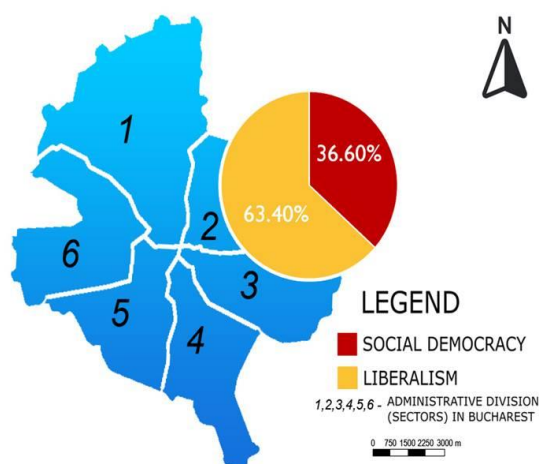 N
1
36.60%
63.40%
2
6
3
5
4
LEGEND
SOCIAL DEMOCRACY
LIBERALISM
1,2,3,4,5,6 - ADMINISTRATIVE DIVISION
(SECTORS) IN BUCHAREST
0 750 1500 2250 3000 m